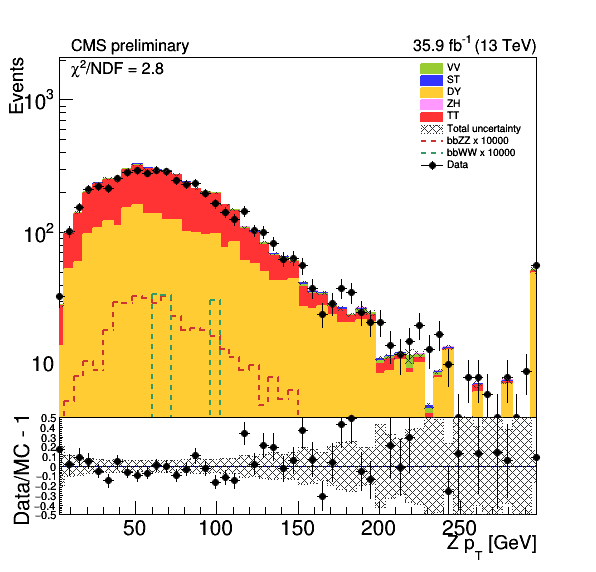 CMS preliminary
35.9 fb⁻¹ (13 TeV)
Events
χ²/NDF = 2.8
VV
ST
DY
ZH
TT
Total uncertainty
bbZZ x 10000
bbWW x 10000
Data
10³
10²
10
Data/MC - 1
0.5
0.4
0.3
0.2
0.1
0
−0.1
−0.2
−0.3
−0.4
−0.5
50 100 150 200 250
Z p_T [GeV]